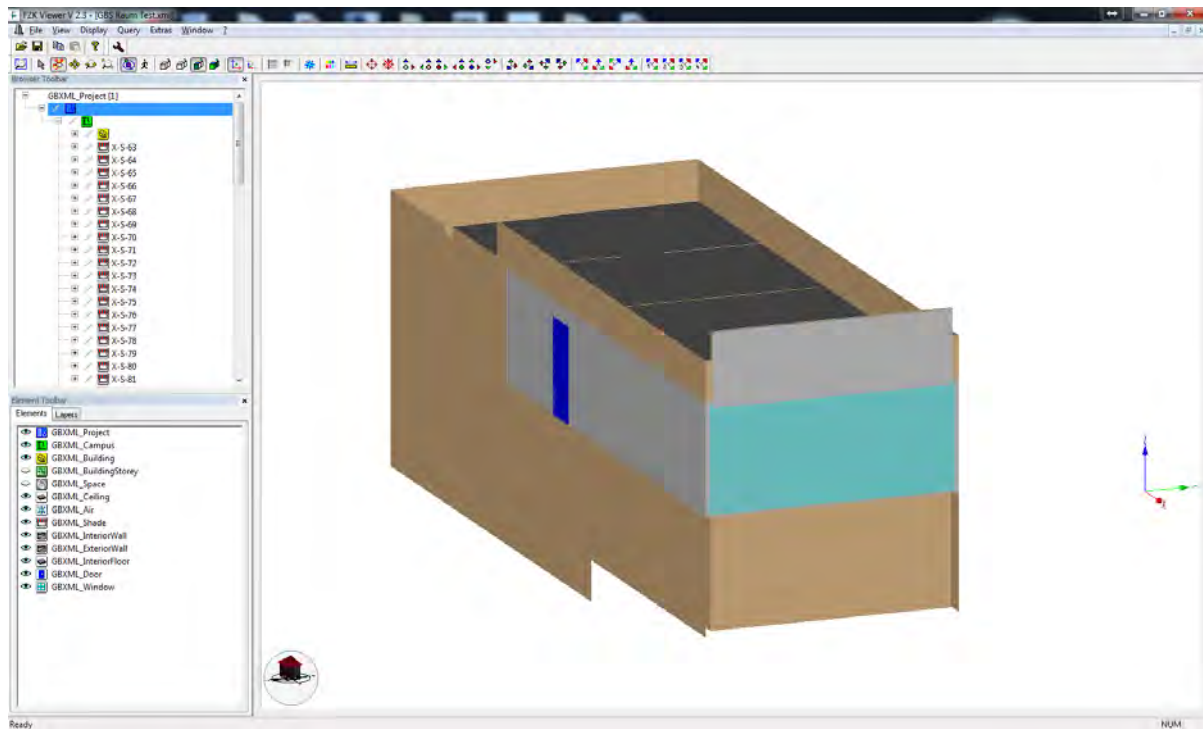 FZK Viewer V 2.3 - [GBS Raum Test.xml]
File View Display Query Extras Window ?
Browser Toolbar
GBXML_Project (1)
X-S-63
X-S-64
X-S-65
X-S-66
X-S-67
X-S-68
X-S-69
X-S-70
X-S-71
X-S-72
X-S-73
X-S-74
X-S-75
X-S-76
X-S-77
X-S-78
X-S-79
X-S-80
X-S-81
Element Toolbar
Elements Layers
GBXML_Project
GBXML_Campus
GBXML_Building
GBXML_BuildingStorey
GBXML_Space
GBXML_Ceiling
GBXML_Air
GBXML_Shade
GBXML_InteriorWall
GBXML_ExteriorWall
GBXML_InteriorFloor
GBXML_Door
GBXML_Window
Ready NUM